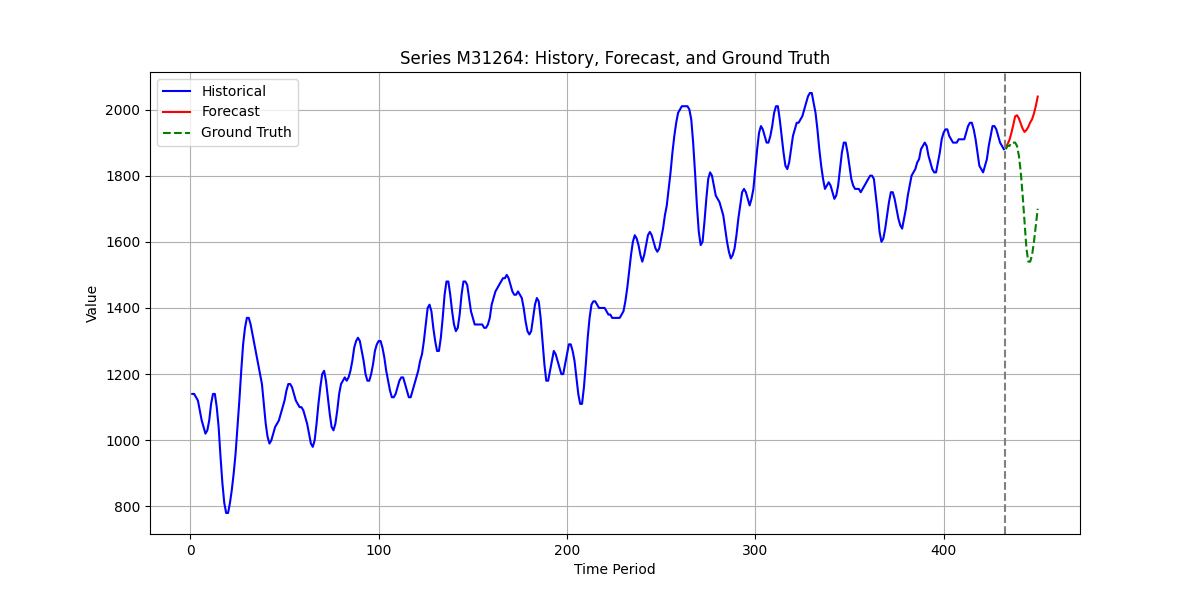 Series M31264: History, Forecast, and Ground Truth
Historical
Forecast
Ground Truth
2000
1800
1600
1400
1200
1000
800
Value
0 100 200 300 400
Time Period